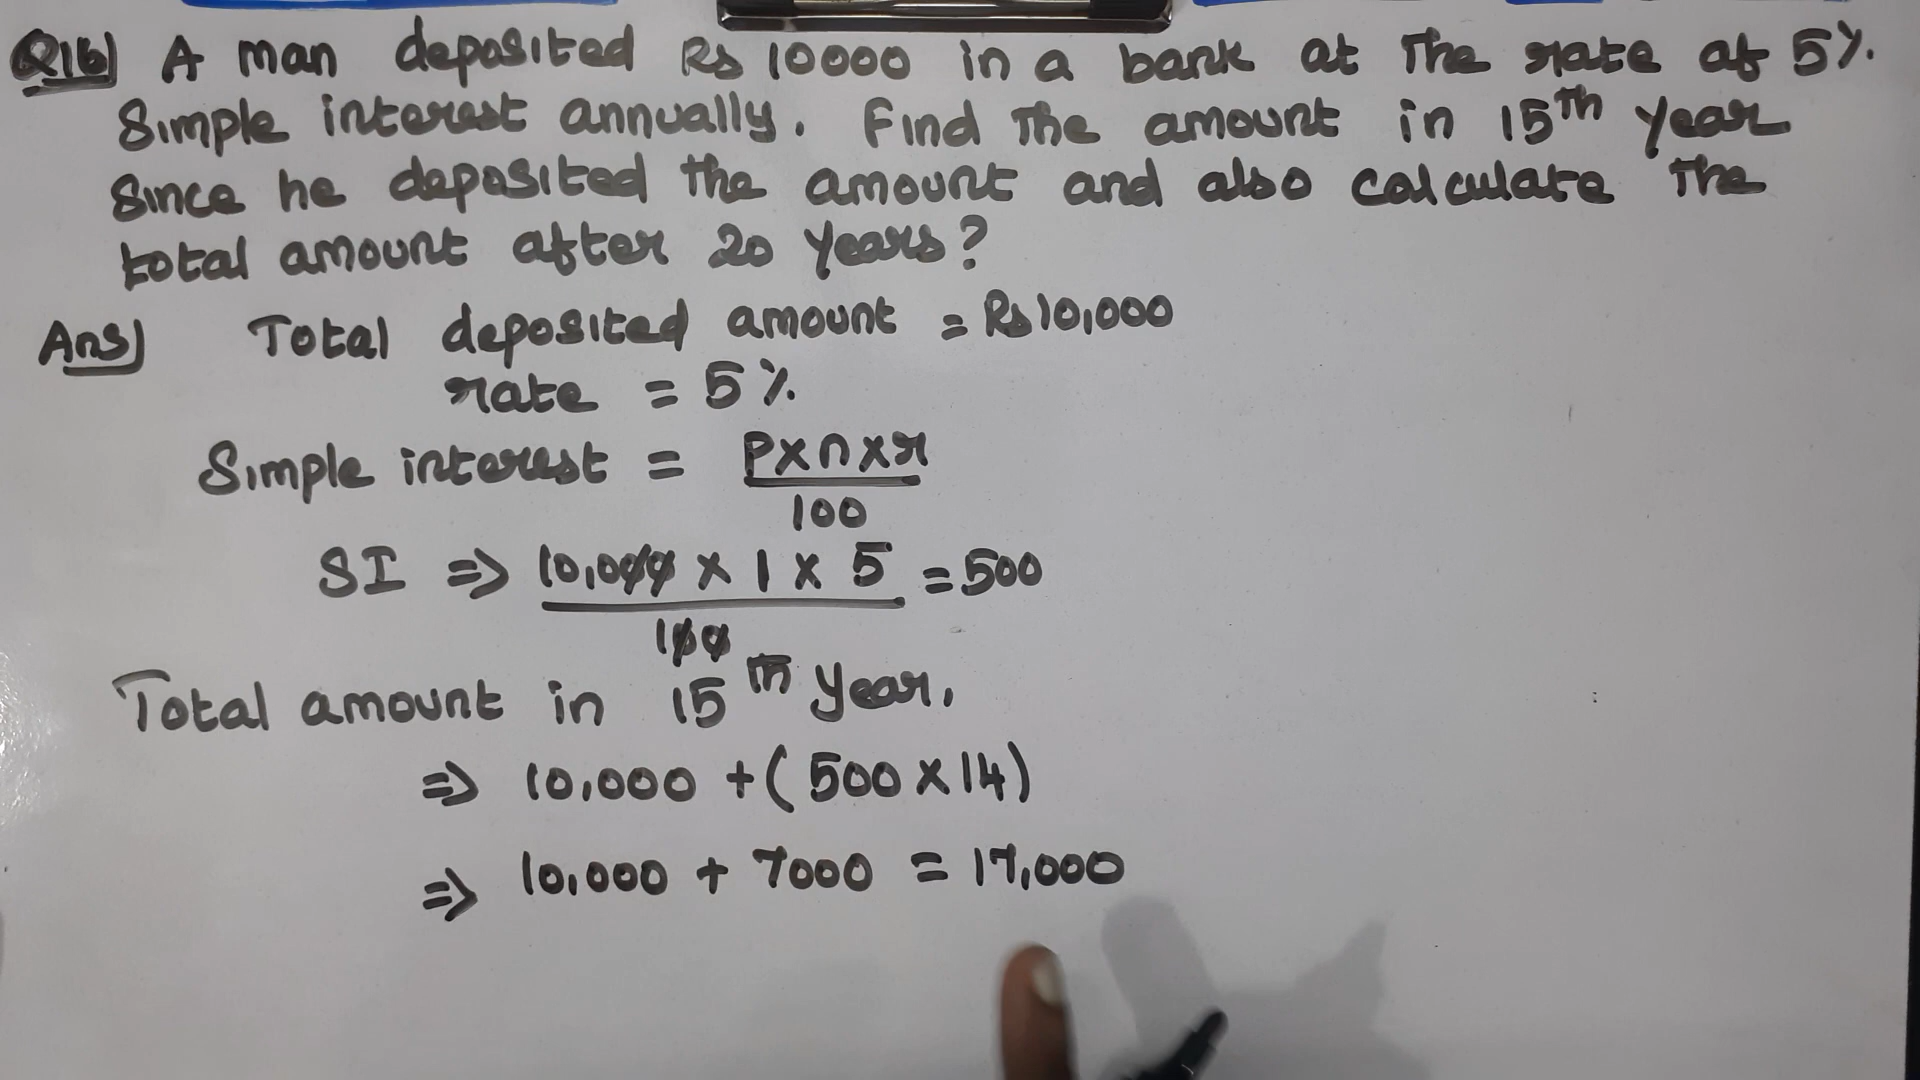 Q16) A man deposited Rs 10000 in a bank at the rate of 5%
Simple interest annually. Find the amount in 15th year
Since he deposited the amount and also calculate the
total amount after 20 years?
Ans) Total deposited amount = Rs 10,000
rate = 5%
Simple interest = P×n×r
100
SI ⇒ 10,000 × 1 × 5 = 500
100
Total amount in 15th year,
⇒ 10,000 + (500 × 14)
⇒ 10,000 + 7000 = 17,000